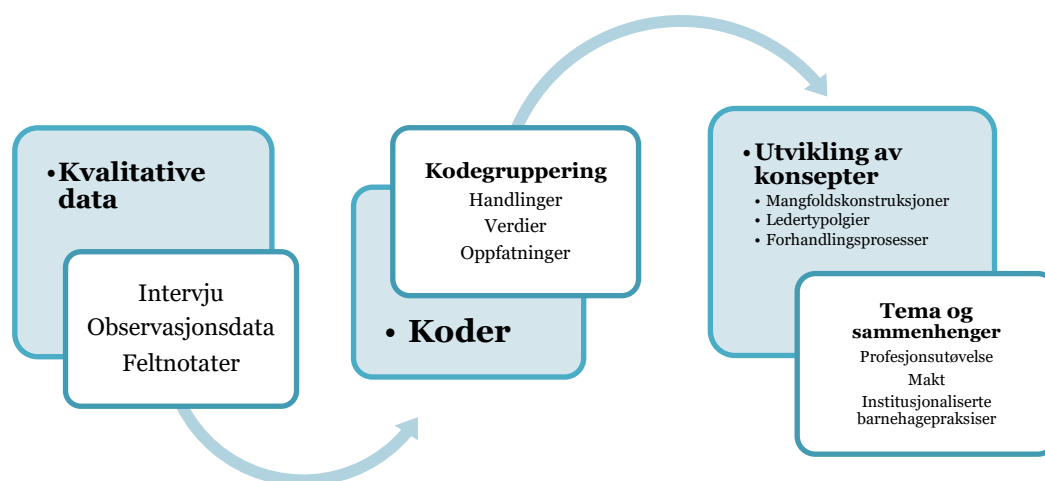 • Kvalitative
data
Intervju
Observasjonsdata
Feltnotater
Kodegruppering
Handlinger
Verdier
Oppfatninger
• Koder
• Utvikling av
konsepter
• Mangfoldskonstruksjoner
• Ledertypolgier
• Forhandlingsprosesser
Tema og
sammenhenger
Profesjonsutøvelse
Makt
Institusjonaliserte
barnehagepraksiser